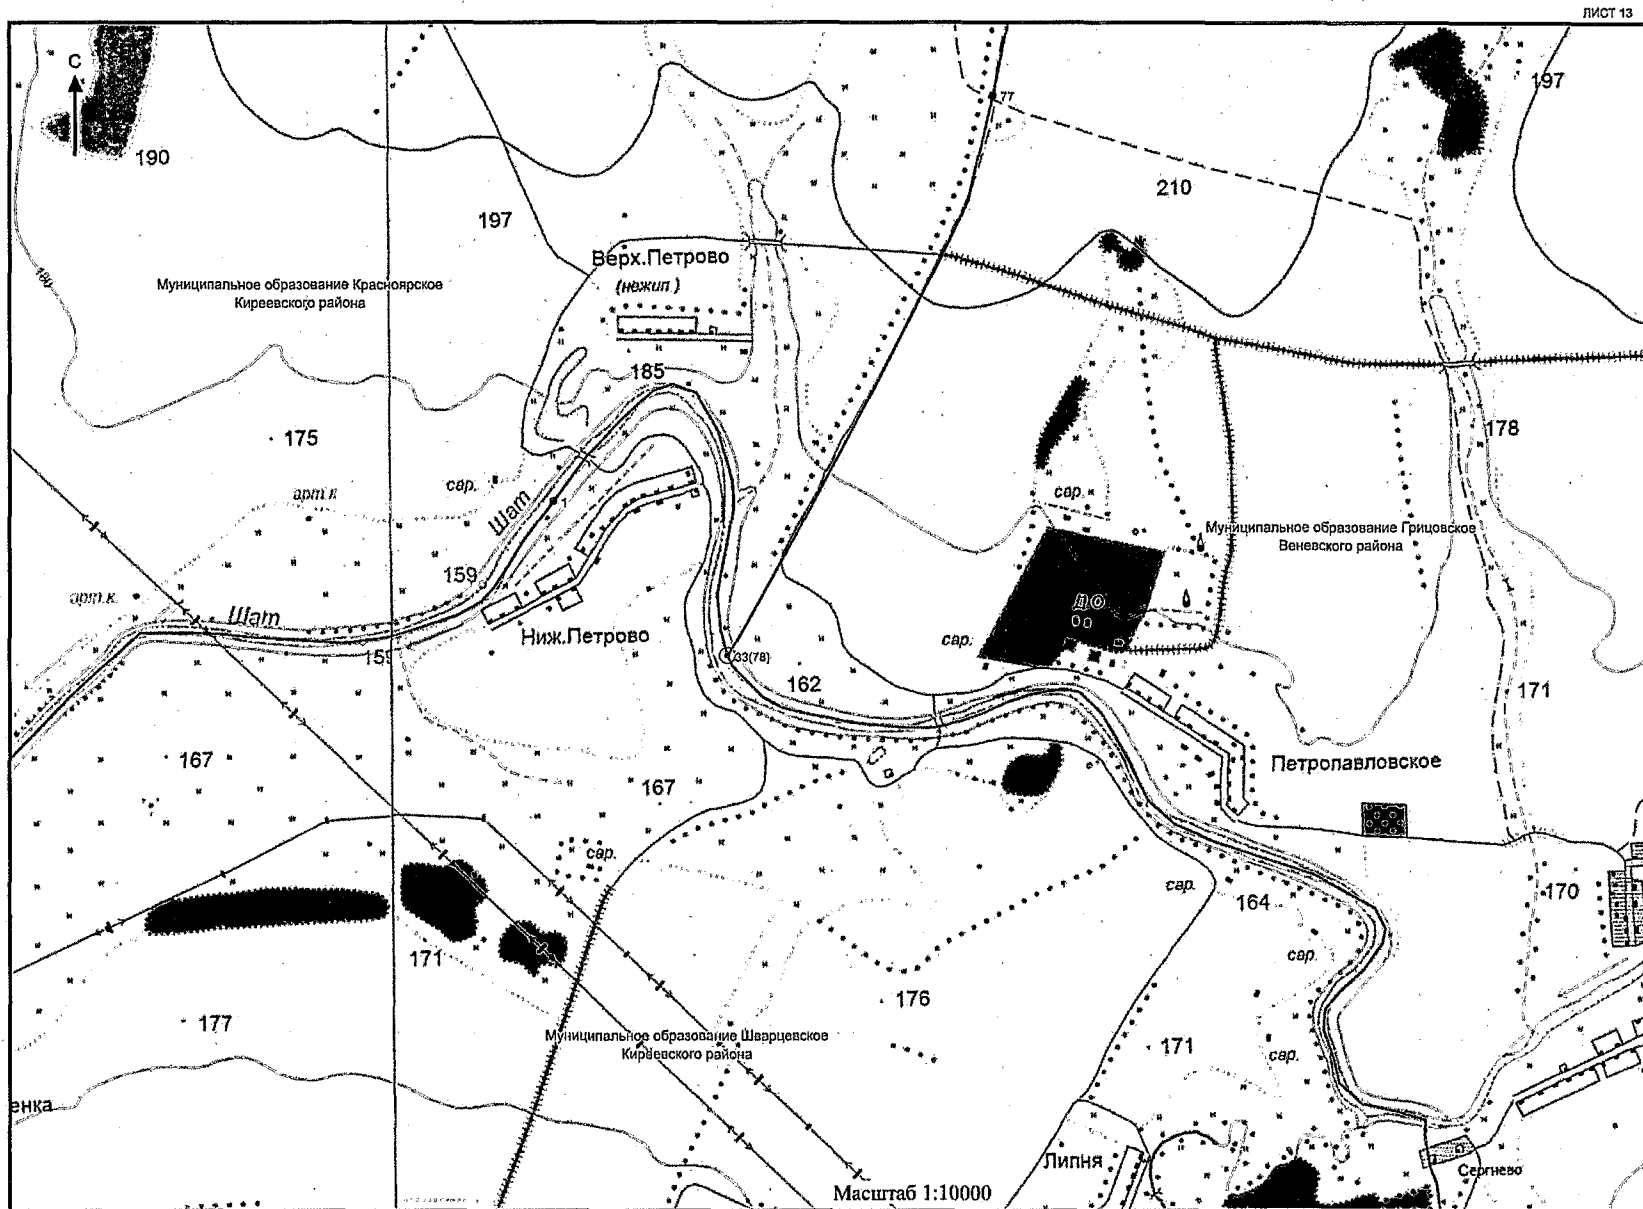 ЛИСТ 13
С
190
197
77
210
197
180
Муниципальное образование Красноярское
Киреевского района
Верх.Петрово
(нежил.)
185
175
178
арт.к.
сар.
Шат
сар.
Муниципальное образование Грицовское
Веневского района
159
арт.к.
Шат
Ниж.Петрово
ДО
сар.
159
33(78)
162
171
167
167
Петропавловское
сар.
сар.
164
170
171
сар.
176
177
Муниципальное образование Шварцевское
Киреевского района
171
сар.
енка
Липня
Сергнево
Масштаб 1:10000